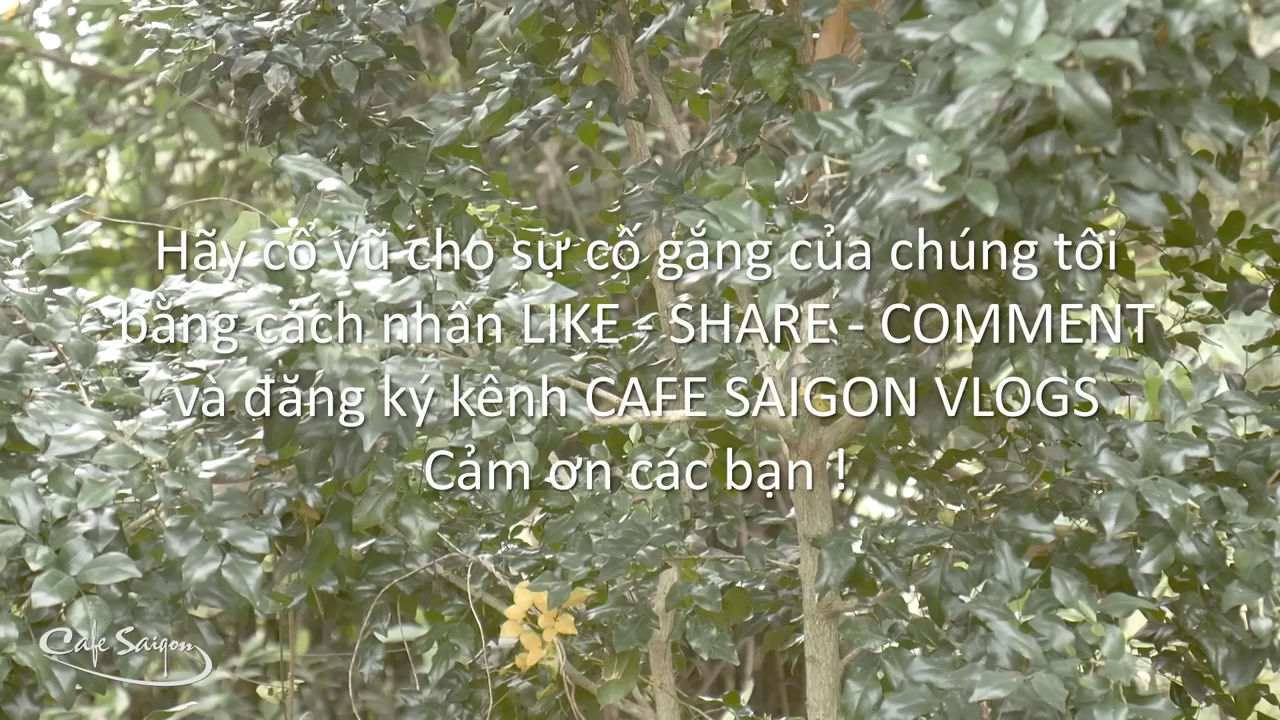 Hãy cổ vũ cho sự cố gắng của chúng tôi
bằng cách nhấn LIKE - SHARE - COMMENT
và đăng ký kênh CAFE SAIGON VLOGS
Cảm ơn các bạn !
Cafe Saigon